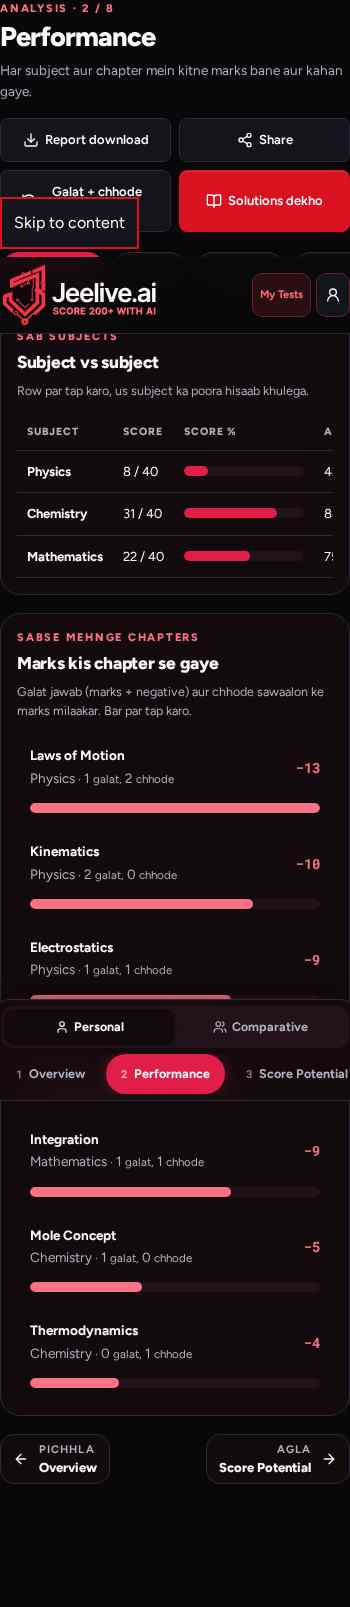 ANALYSIS · 2 / 8
Performance
Har subject aur chapter mein kitne marks bane aur kahan
gaye.
Report download
Share
Galat + chhode
Solutions dekho
Skip to content
Jeelive.ai
SCORE 200+ WITH AI
My Tests
SAB SUBJECTS
Subject vs subject
Row par tap karo, us subject ka poora hisaab khulega.
SUBJECT SCORE SCORE % A
Physics 8 / 40 4
Chemistry 31 / 40 8
Mathematics 22 / 40 75
SABSE MEHNGE CHAPTERS
Marks kis chapter se gaye
Galat jawab (marks + negative) aur chhode sawaalon ke
marks milaakar. Bar par tap karo.
Laws of Motion
Physics · 1 galat, 2 chhode
−13
Kinematics
Physics · 2 galat, 0 chhode
−10
Electrostatics
Physics · 1 galat, 1 chhode
−9
Personal
Comparative
1 Overview
2 Performance
3 Score Potential
Integration
Mathematics · 1 galat, 1 chhode
−9
Mole Concept
Chemistry · 1 galat, 0 chhode
−5
Thermodynamics
Chemistry · 0 galat, 1 chhode
−4
PICHHLA
Overview
AGLA
Score Potential